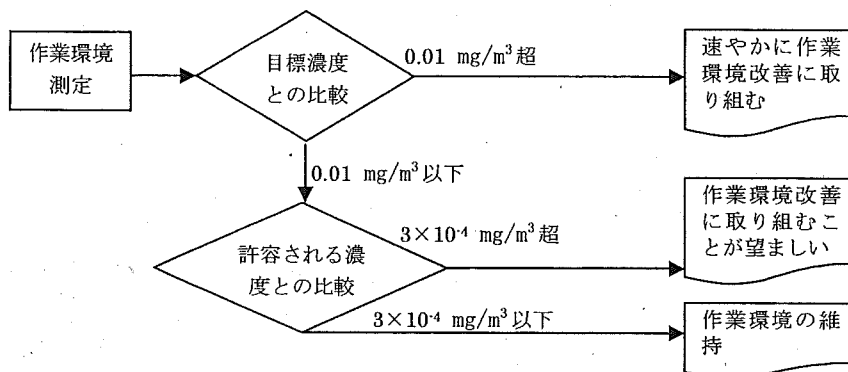 作業環境
測定
目標濃度
との比較
0.01 mg/m³超
速やかに作業
環境改善に取
り組む
0.01 mg/m³以下
許容される濃
度との比較
3×10⁻⁴ mg/m³超
作業環境改善
に取り組むこ
とが望ましい
3×10⁻⁴ mg/m³以下
作業環境の維
持